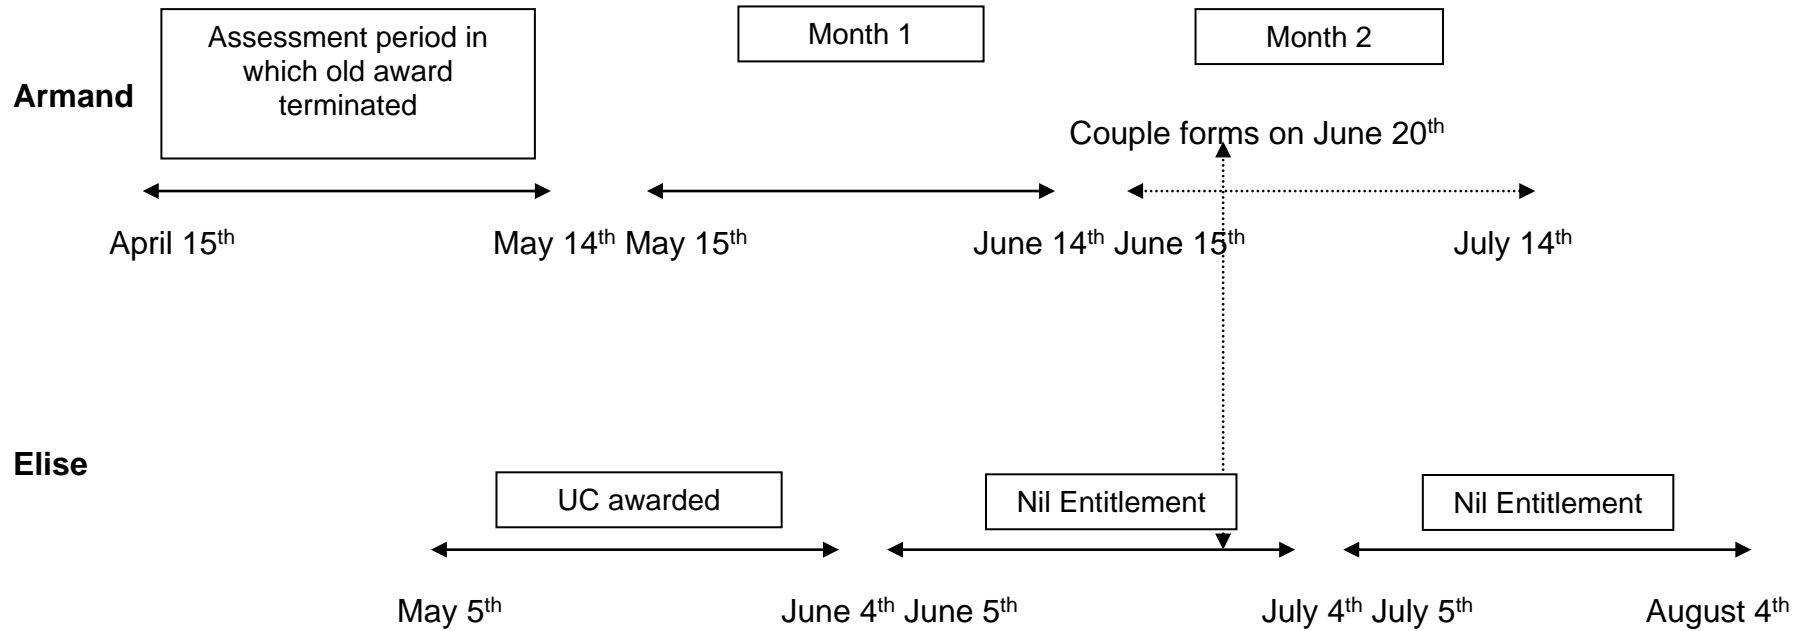 Assessment period in
which old award
terminated
Month 1
Month 2
Armand
Couple forms on June 20th
April 15th
May 14th May 15th
June 14th June 15th
July 14th
Elise
UC awarded
Nil Entitlement
Nil Entitlement
May 5th
June 4th June 5th
July 4th July 5th
August 4th